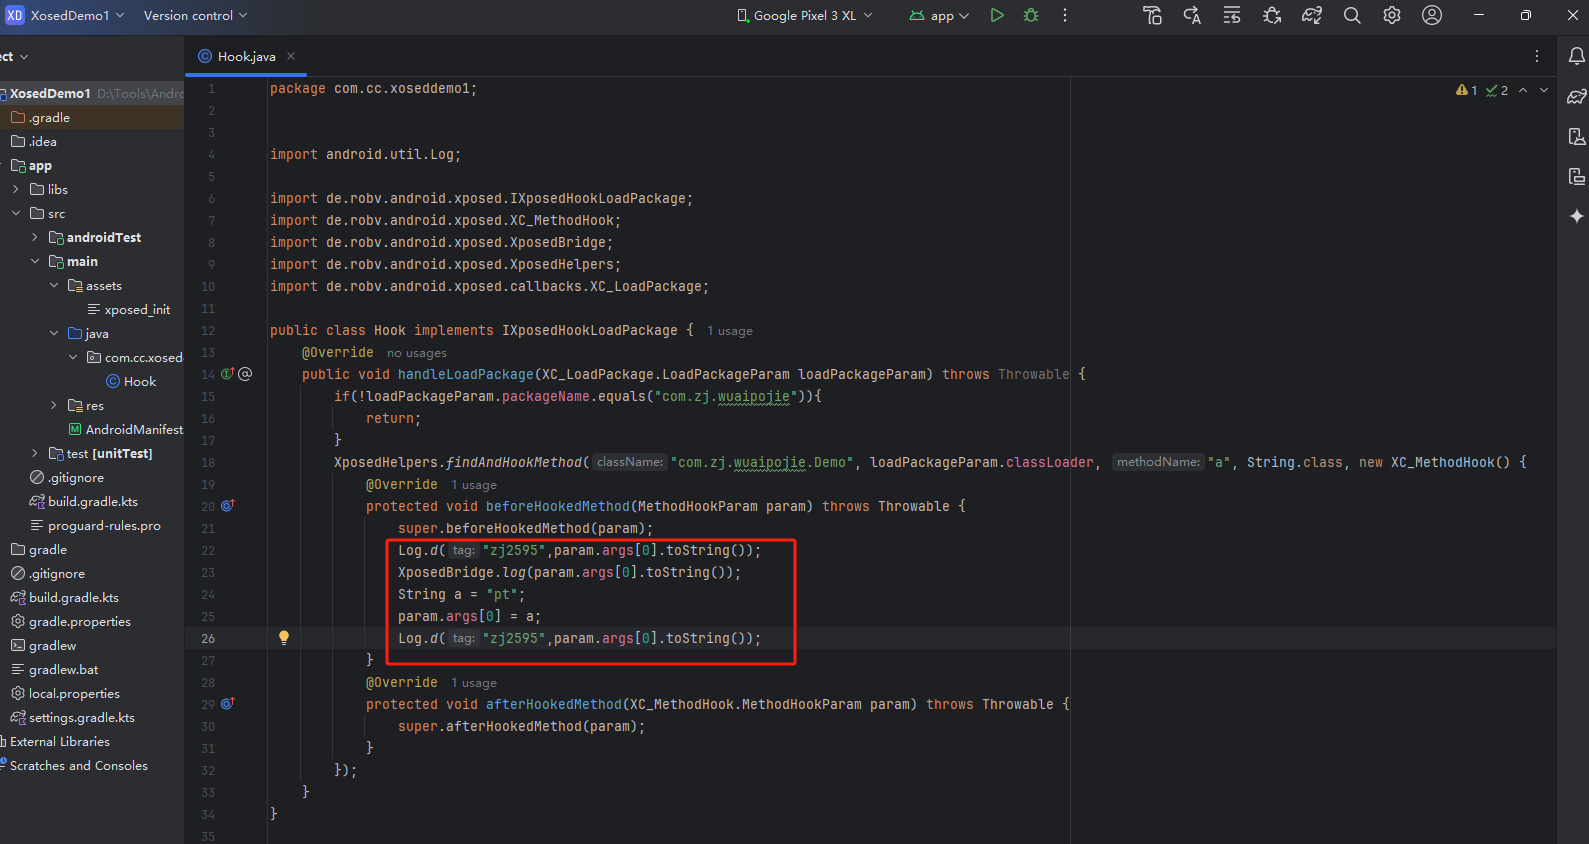 XD XosedDemo1 Version control Google Pixel 3 XL app
ect Hook.java
XosedDemo1 D:\Tools\Andro
.gradle
.idea
app
libs
src
androidTest
main
assets
xposed_init
java
com.cc.xosed
Hook
res
AndroidManifest
test [unitTest]
.gitignore
build.gradle.kts
proguard-rules.pro
gradle
.gitignore
build.gradle.kts
gradle.properties
gradlew
gradlew.bat
local.properties
settings.gradle.kts
External Libraries
Scratches and Consoles
1 2
1 package com.cc.xoseddemo1;
2
3
4 import android.util.Log;
5
6 import de.robv.android.xposed.IXposedHookLoadPackage;
7 import de.robv.android.xposed.XC_MethodHook;
8 import de.robv.android.xposed.XposedBridge;
9 import de.robv.android.xposed.XposedHelpers;
10 import de.robv.android.xposed.callbacks.XC_LoadPackage;
11
12 public class Hook implements IXposedHookLoadPackage { 1 usage
13 @Override no usages
14 public void handleLoadPackage(XC_LoadPackage.LoadPackageParam loadPackageParam) throws Throwable {
15 if(!loadPackageParam.packageName.equals("com.zj.wuaipojie")){
16 return;
17 }
18 XposedHelpers.findAndHookMethod( className: "com.zj.wuaipojie.Demo", loadPackageParam.classLoader, methodName: "a", String.class, new XC_MethodHook() {
19 @Override 1 usage
20 protected void beforeHookedMethod(MethodHookParam param) throws Throwable {
21 super.beforeHookedMethod(param);
22 Log.d( tag: "zj2595",param.args[0].toString());
23 XposedBridge.log(param.args[0].toString());
24 String a = "pt";
25 param.args[0] = a;
26 Log.d( tag: "zj2595",param.args[0].toString());
27 }
28 @Override 1 usage
29 protected void afterHookedMethod(XC_MethodHook.MethodHookParam param) throws Throwable {
30 super.afterHookedMethod(param);
31 }
32 });
33 }
34 }
35